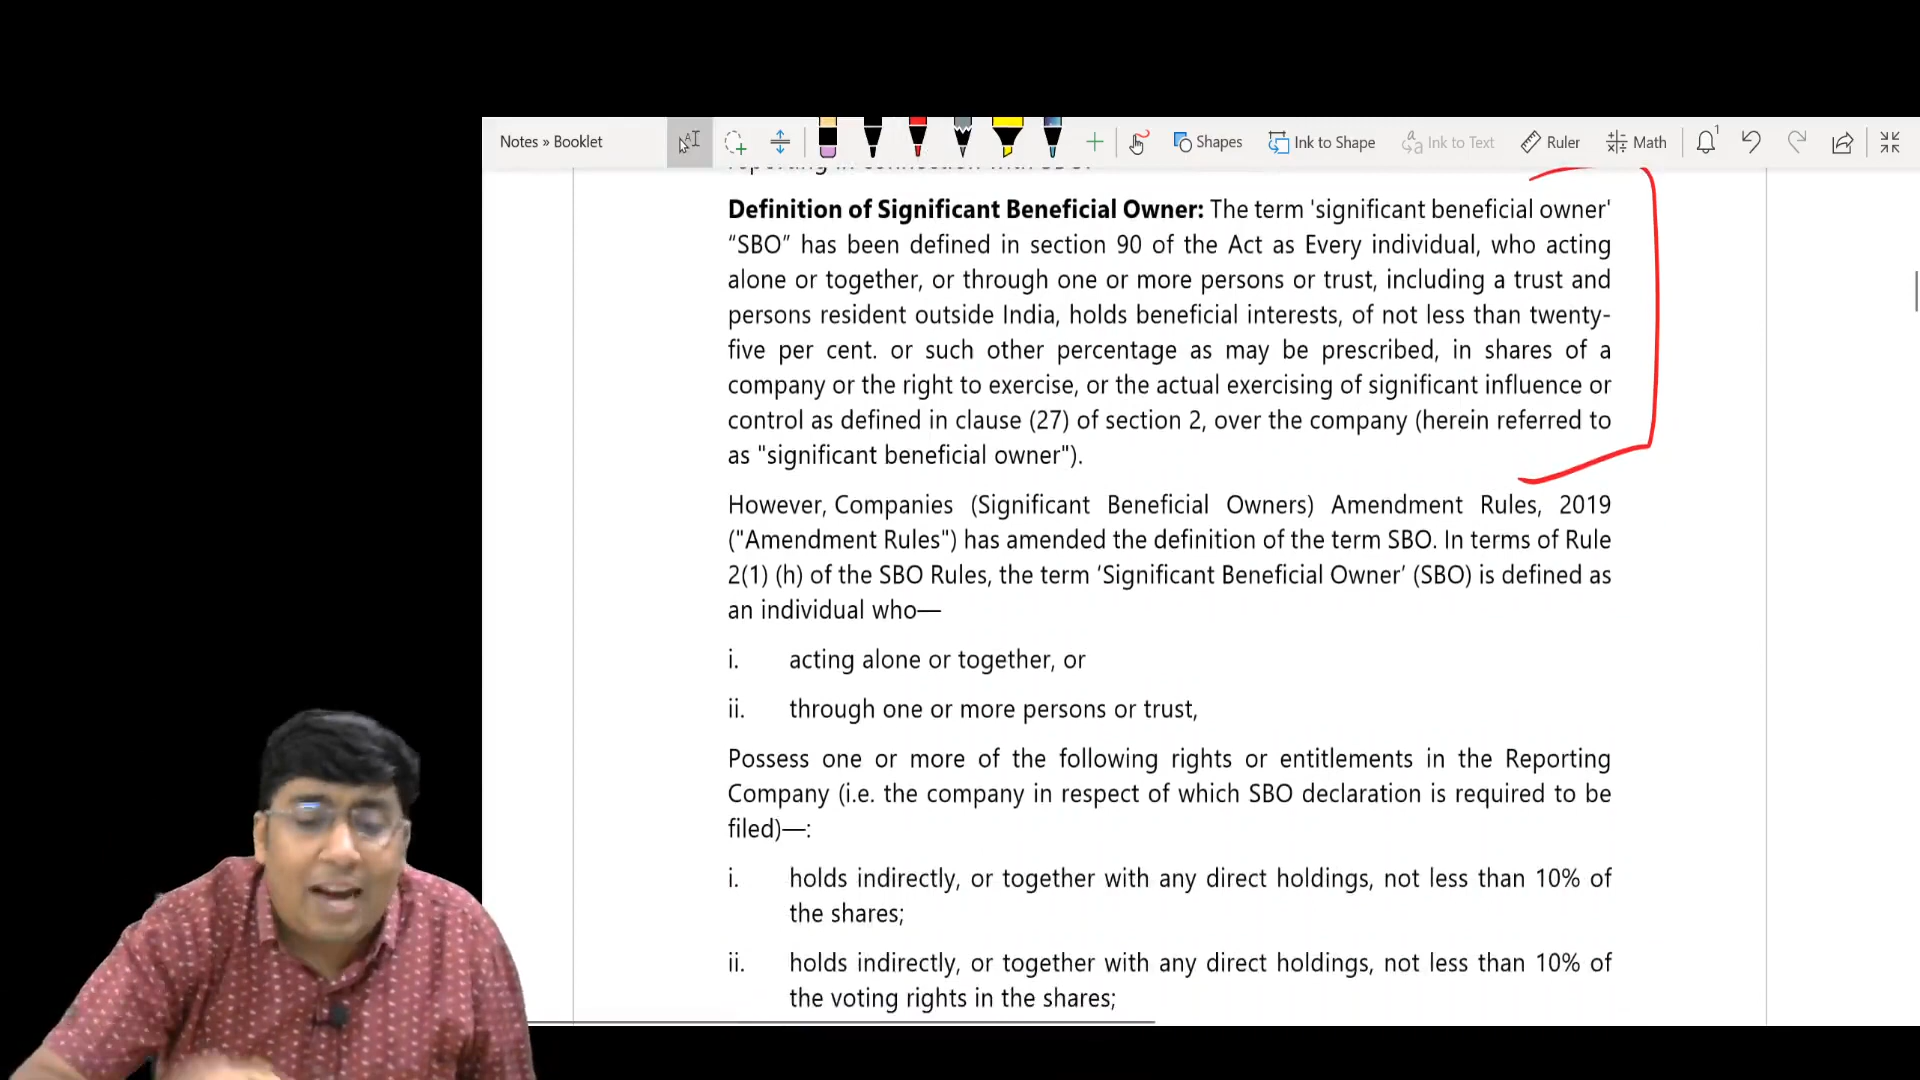 Notes » Booklet
Shapes
Ink to Shape
Ink to Text
Ruler
Math
1
reporting in connection with SBO.
Definition of Significant Beneficial Owner: The term 'significant beneficial owner'
“SBO” has been defined in section 90 of the Act as Every individual, who acting
alone or together, or through one or more persons or trust, including a trust and
persons resident outside India, holds beneficial interests, of not less than twenty-
five per cent. or such other percentage as may be prescribed, in shares of a
company or the right to exercise, or the actual exercising of significant influence or
control as defined in clause (27) of section 2, over the company (herein referred to
as "significant beneficial owner").
However, Companies (Significant Beneficial Owners) Amendment Rules, 2019
("Amendment Rules") has amended the definition of the term SBO. In terms of Rule
2(1) (h) of the SBO Rules, the term ‘Significant Beneficial Owner’ (SBO) is defined as
an individual who—
i. acting alone or together, or
ii. through one or more persons or trust,
Possess one or more of the following rights or entitlements in the Reporting
Company (i.e. the company in respect of which SBO declaration is required to be
filed)—:
i. holds indirectly, or together with any direct holdings, not less than 10% of
the shares;
ii. holds indirectly, or together with any direct holdings, not less than 10% of
the voting rights in the shares;